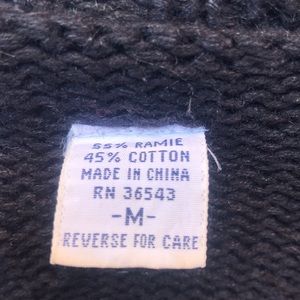 55% RAMIE
45% COTTON
MADE IN CHINA
RN 36543
-M-
REVERSE FOR CARE